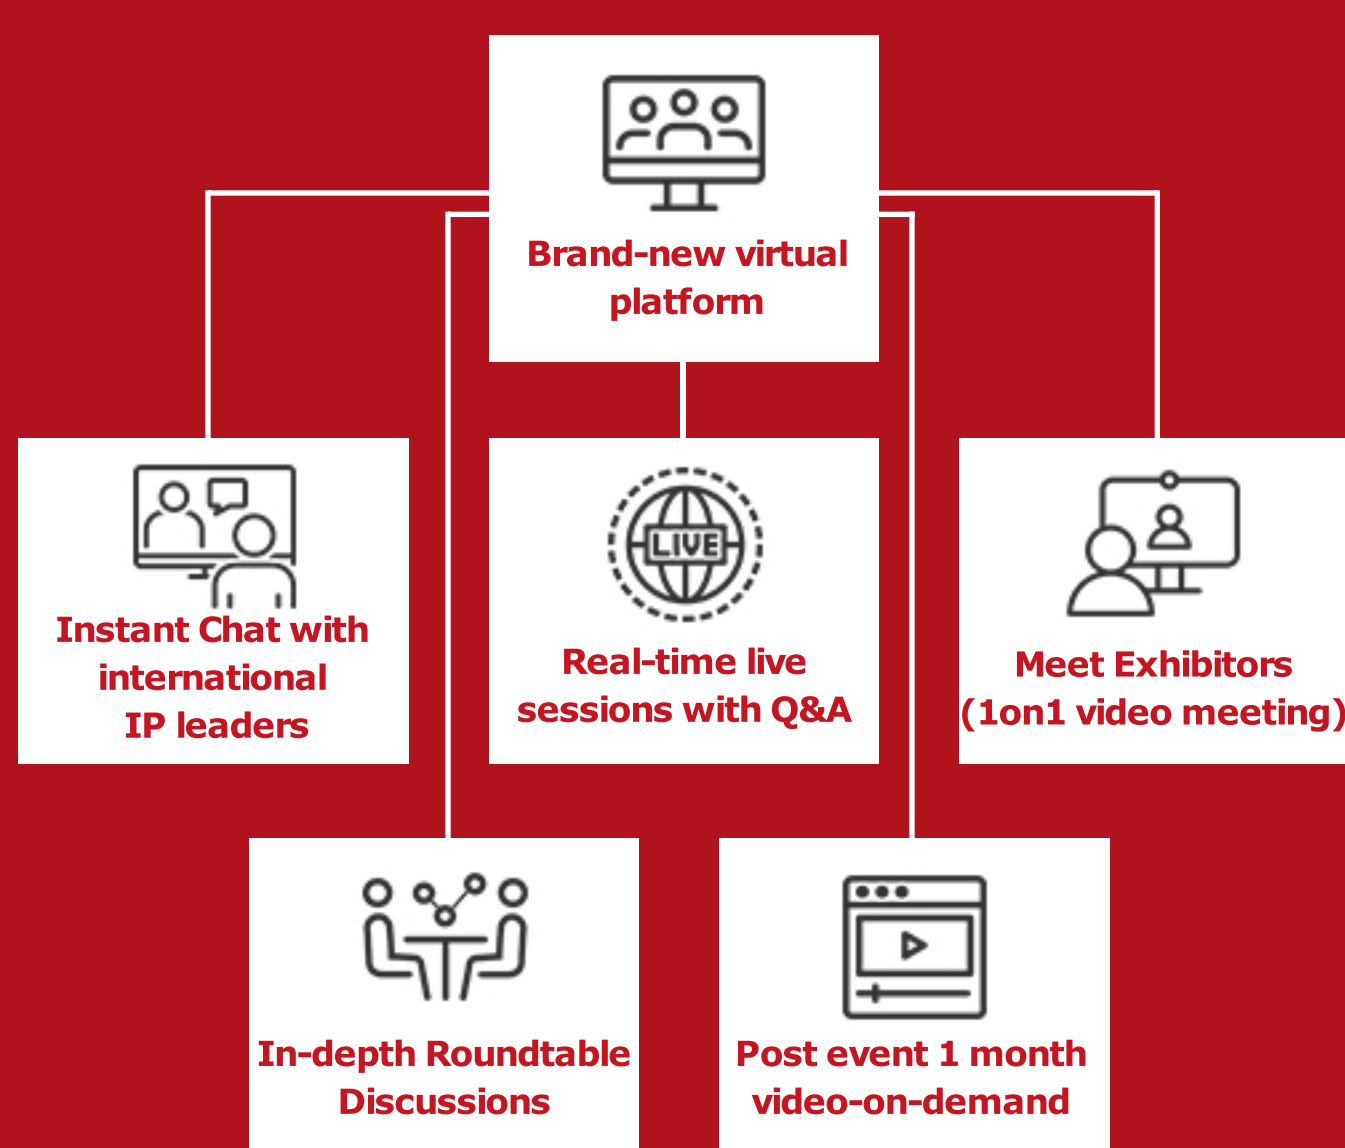 Brand-new virtual
platform
Instant Chat with
international
IP leaders
LIVE
Real-time live
sessions with Q&A
Meet Exhibitors
(1on1 video meeting)
In-depth Roundtable
Discussions
Post event 1 month
video-on-demand